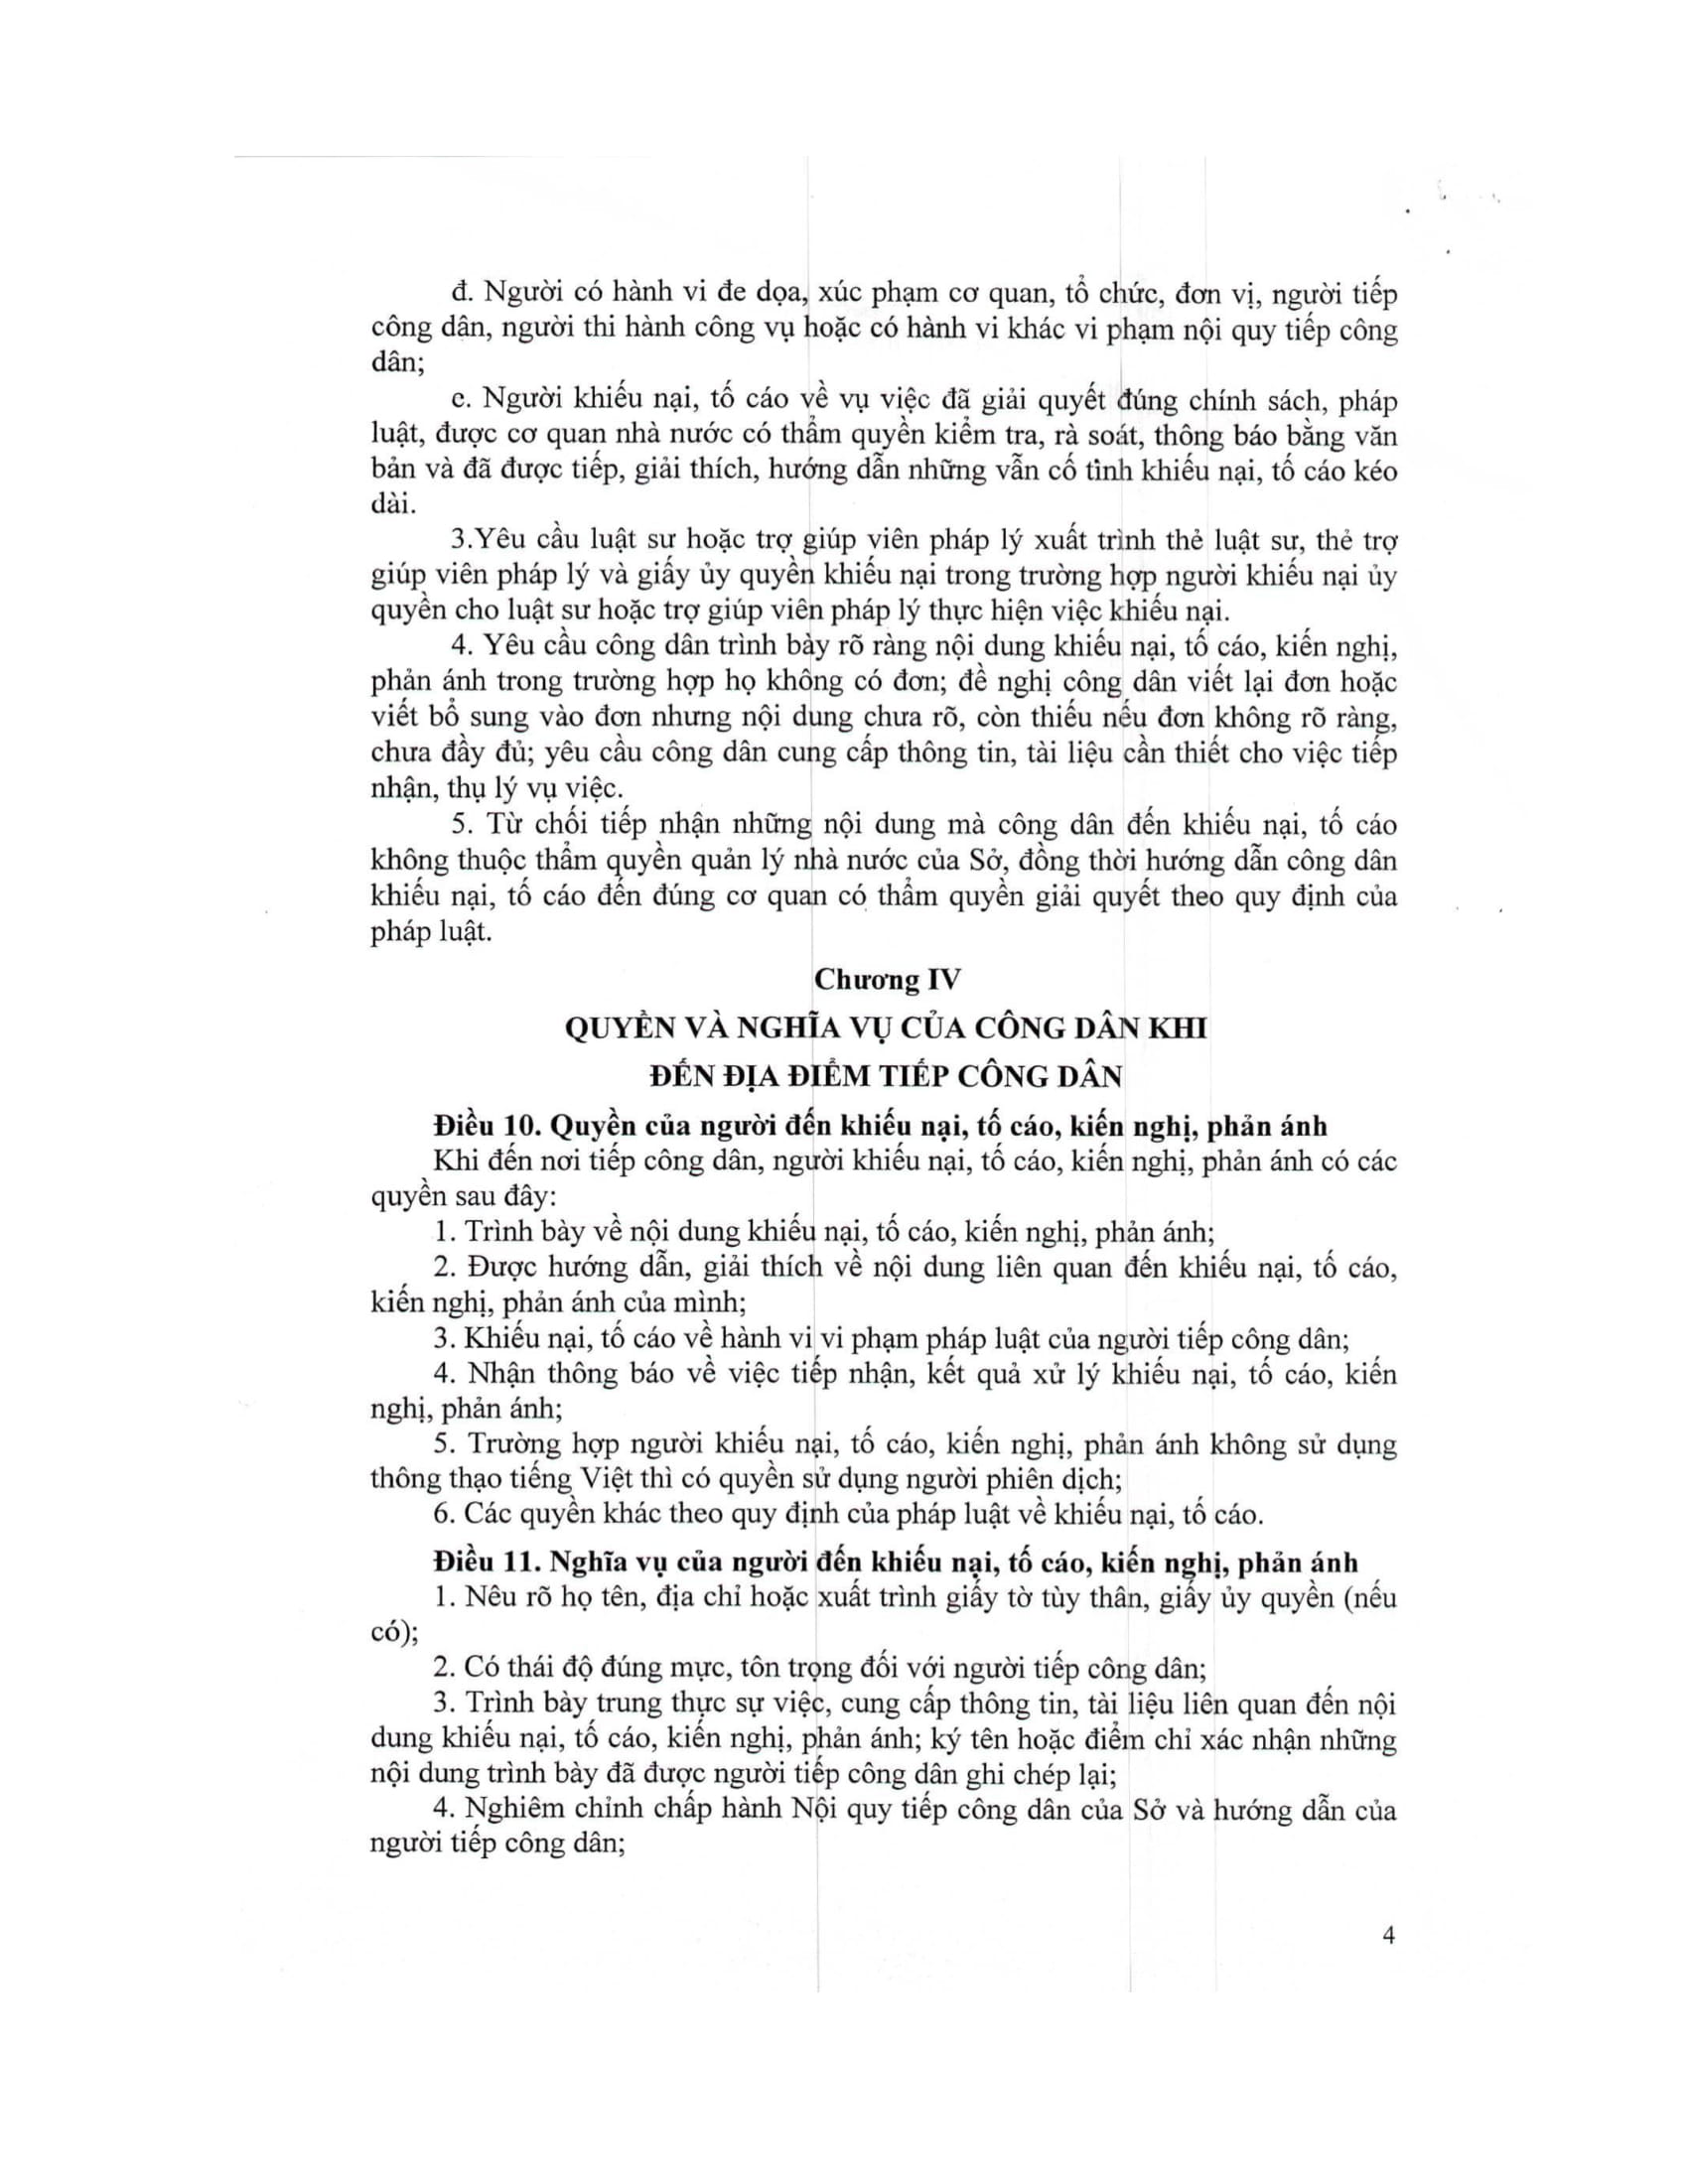 đ. Người có hành vi đe dọa, xúc phạm cơ quan, tổ chức, đơn vị, người tiếp
công dân, người thi hành công vụ hoặc có hành vi khác vi phạm nội quy tiếp công
dân;
e. Người khiếu nại, tố cáo về vụ việc đã giải quyết đúng chính sách, pháp
luật, được cơ quan nhà nước có thẩm quyền kiểm tra, rà soát, thông báo bằng văn
bản và đã được tiếp, giải thích, hướng dẫn những vẫn cố tình khiếu nại, tố cáo kéo
dài.
3.Yêu cầu luật sư hoặc trợ giúp viên pháp lý xuất trình thẻ luật sư, thẻ trợ
giúp viên pháp lý và giấy ủy quyền khiếu nại trong trường hợp người khiếu nại ủy
quyền cho luật sư hoặc trợ giúp viên pháp lý thực hiện việc khiếu nại.
4. Yêu cầu công dân trình bày rõ ràng nội dung khiếu nại, tố cáo, kiến nghị,
phản ánh trong trường hợp họ không có đơn; đề nghị công dân viết lại đơn hoặc
viết bổ sung vào đơn nhưng nội dung chưa rõ, còn thiếu nếu đơn không rõ ràng,
chưa đầy đủ; yêu cầu công dân cung cấp thông tin, tài liệu cần thiết cho việc tiếp
nhận, thụ lý vụ việc.
5. Từ chối tiếp nhận những nội dung mà công dân đến khiếu nại, tố cáo
không thuộc thẩm quyền quản lý nhà nước của Sở, đồng thời hướng dẫn công dân
khiếu nại, tố cáo đến đúng cơ quan có thẩm quyền giải quyết theo quy định của
pháp luật.
Chương IV
QUYỀN VÀ NGHĨA VỤ CỦA CÔNG DÂN KHI
ĐẾN ĐỊA ĐIỂM TIẾP CÔNG DÂN
Điều 10. Quyền của người đến khiếu nại, tố cáo, kiến nghị, phản ánh
Khi đến nơi tiếp công dân, người khiếu nại, tố cáo, kiến nghị, phản ánh có các
quyền sau đây:
1. Trình bày về nội dung khiếu nại, tố cáo, kiến nghị, phản ánh;
2. Được hướng dẫn, giải thích về nội dung liên quan đến khiếu nại, tố cáo,
kiến nghị, phản ánh của mình;
3. Khiếu nại, tố cáo về hành vi vi phạm pháp luật của người tiếp công dân;
4. Nhận thông báo về việc tiếp nhận, kết quả xử lý khiếu nại, tố cáo, kiến
nghị, phản ánh;
5. Trường hợp người khiếu nại, tố cáo, kiến nghị, phản ánh không sử dụng
thông thạo tiếng Việt thì có quyền sử dụng người phiên dịch;
6. Các quyền khác theo quy định của pháp luật về khiếu nại, tố cáo.
Điều 11. Nghĩa vụ của người đến khiếu nại, tố cáo, kiến nghị, phản ánh
1. Nêu rõ họ tên, địa chỉ hoặc xuất trình giấy tờ tùy thân, giấy ủy quyền (nếu
có);
2. Có thái độ đúng mực, tôn trọng đối với người tiếp công dân;
3. Trình bày trung thực sự việc, cung cấp thông tin, tài liệu liên quan đến nội
dung khiếu nại, tố cáo, kiến nghị, phản ánh; ký tên hoặc điểm chỉ xác nhận những
nội dung trình bày đã được người tiếp công dân ghi chép lại;
4. Nghiêm chỉnh chấp hành Nội quy tiếp công dân của Sở và hướng dẫn của
người tiếp công dân;
4